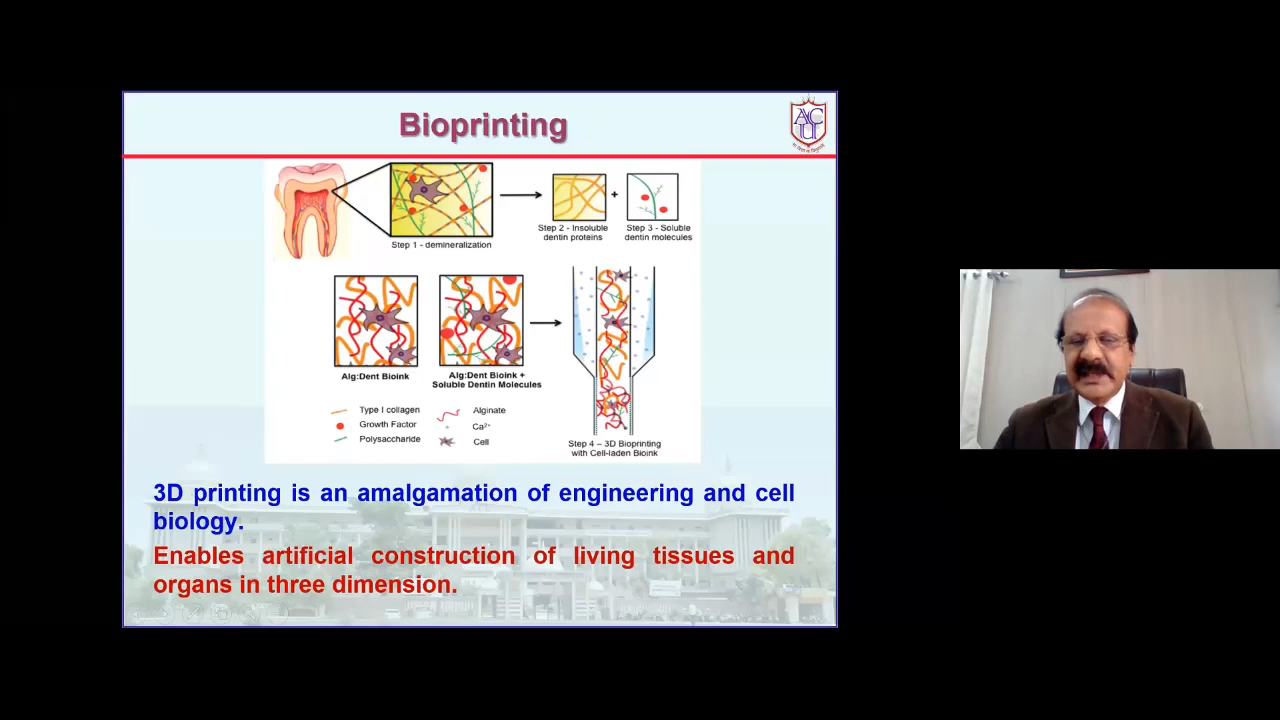 Bioprinting
ACU
Step 1 - demineralization
Step 2 - Insoluble
dentin proteins
+
Step 3 - Soluble
dentin molecules
Alg:Dent Bioink
Alg:Dent Bioink +
Soluble Dentin Molecules
Type I collagen
Growth Factor
Polysaccharide
Alginate
Ca²⁺
Cell
Step 4 – 3D Bioprinting
with Cell-laden Bioink
3D printing is an amalgamation of engineering and cell
biology.
Enables artificial construction of living tissues and
organs in three dimension.